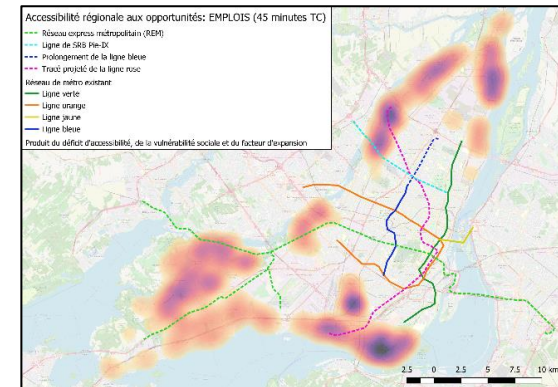 Accessibilité régionale aux opportunités: EMPLOIS (45 minutes TC)
Réseau express métropolitain (REM)
Ligne de SRB Pie-IX
Prolongement de la ligne bleue
Tracé projeté de la ligne rose
Réseau de métro existant
Ligne verte
Ligne orange
Ligne jaune
Ligne bleue
Produit du déficit d'accessibilité, de la vulnérabilité sociale et du facteur d'expansion
2.5 0 2.5 5 7.5 10 km